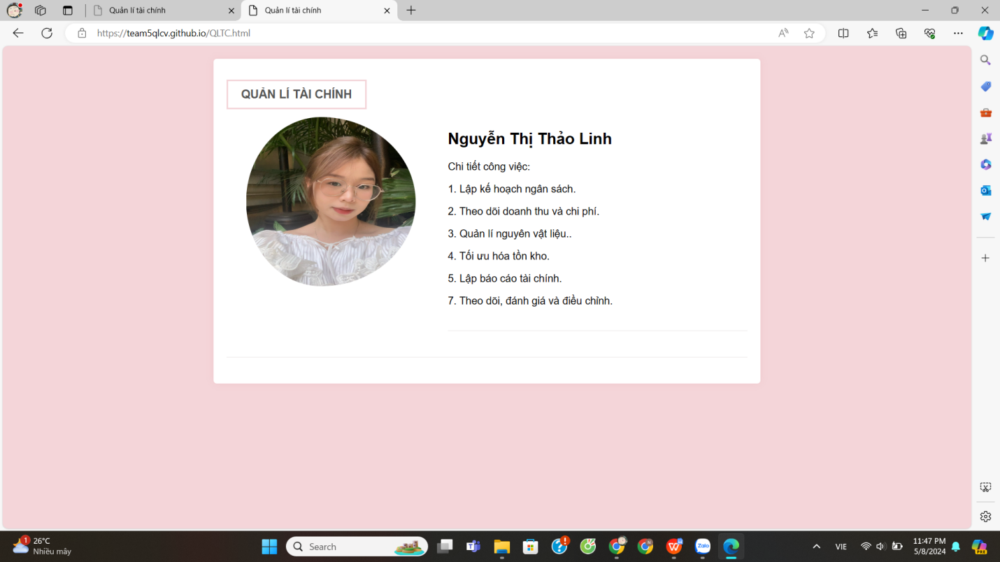 Quản lí tài chính
Quản lí tài chính
https://team5qlcv.github.io/QLTC.html
QUẢN LÍ TÀI CHÍNH
Nguyễn Thị Thảo Linh
Chi tiết công việc:
1. Lập kế hoạch ngân sách.
2. Theo dõi doanh thu và chi phí.
3. Quản lí nguyên vật liệu..
4. Tối ưu hóa tồn kho.
5. Lập báo cáo tài chính.
7. Theo dõi, đánh giá và điều chỉnh.
1
26°C
Nhiều mây
Search
Zalo
VIE
11:47 PM
5/8/2024
PRE